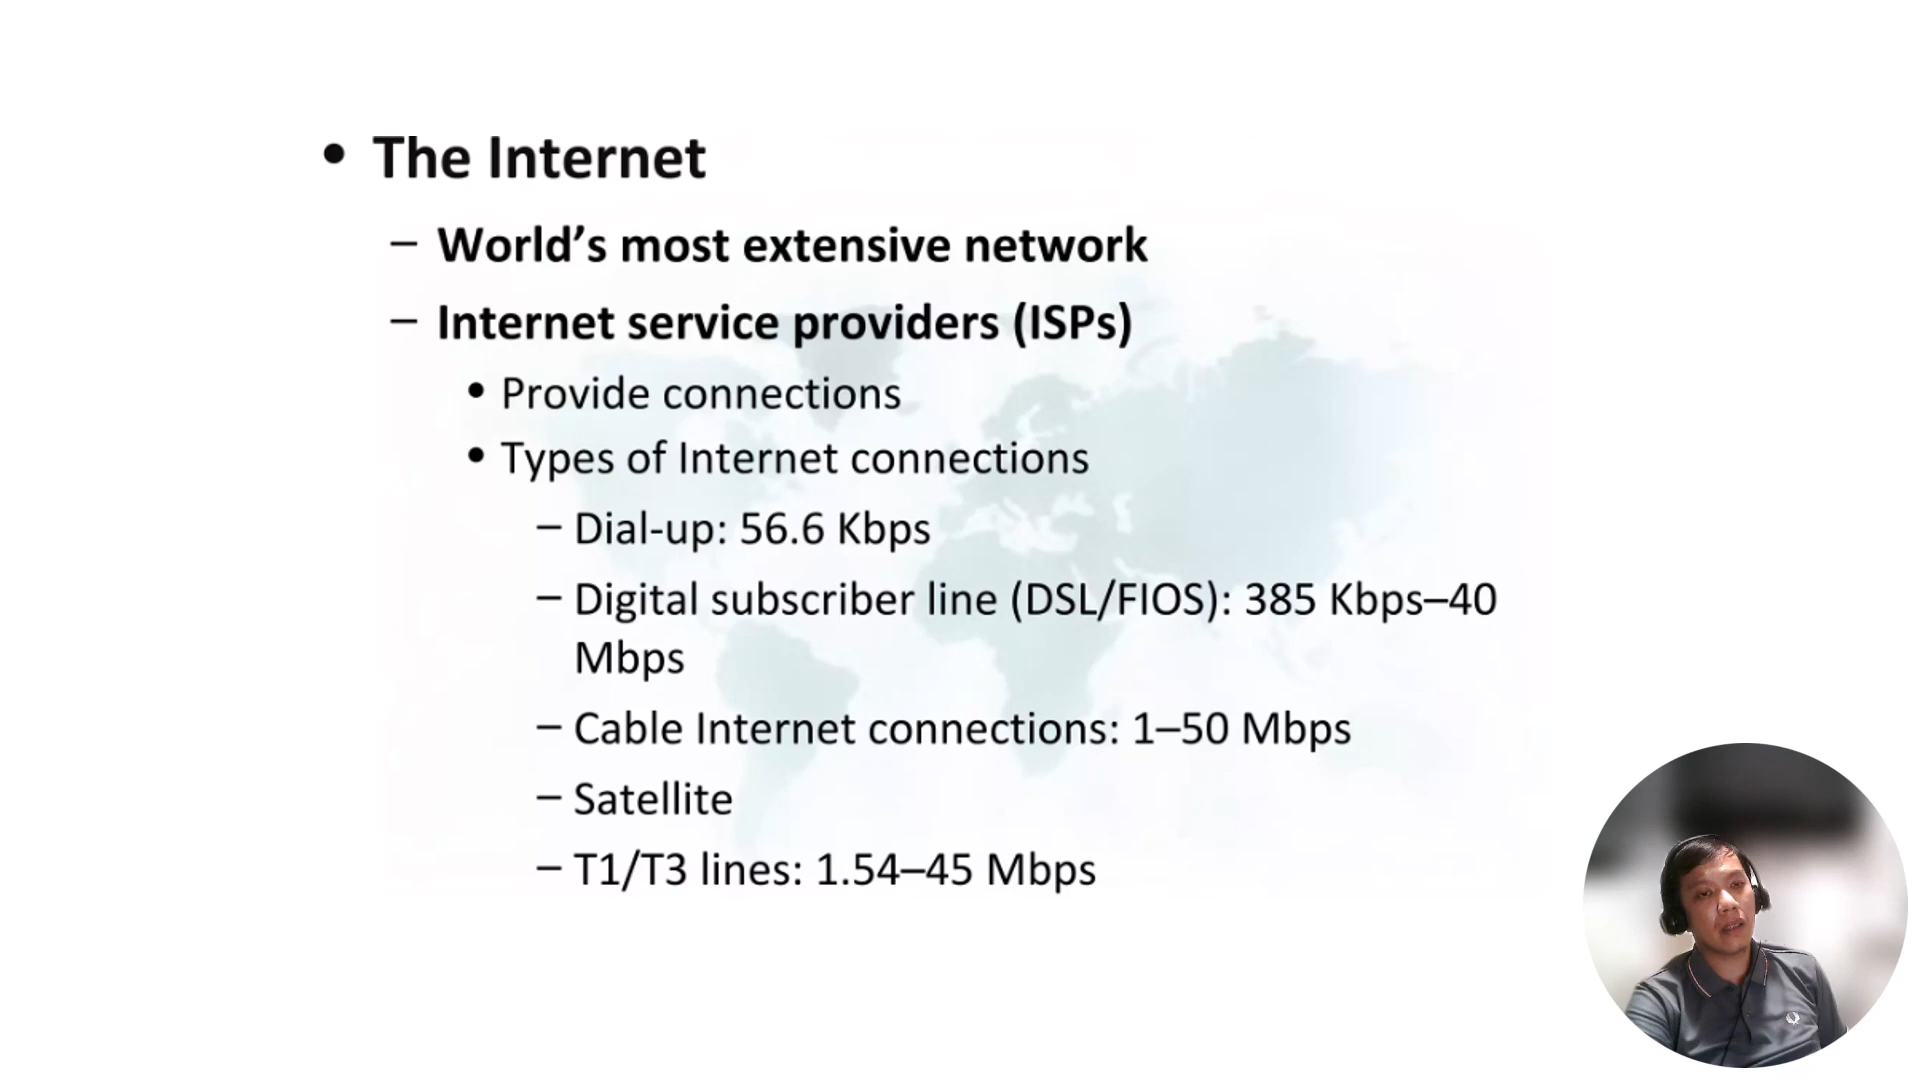 • The Internet
– World’s most extensive network
– Internet service providers (ISPs)
• Provide connections
• Types of Internet connections
– Dial-up: 56.6 Kbps
– Digital subscriber line (DSL/FIOS): 385 Kbps–40
Mbps
– Cable Internet connections: 1–50 Mbps
– Satellite
– T1/T3 lines: 1.54–45 Mbps